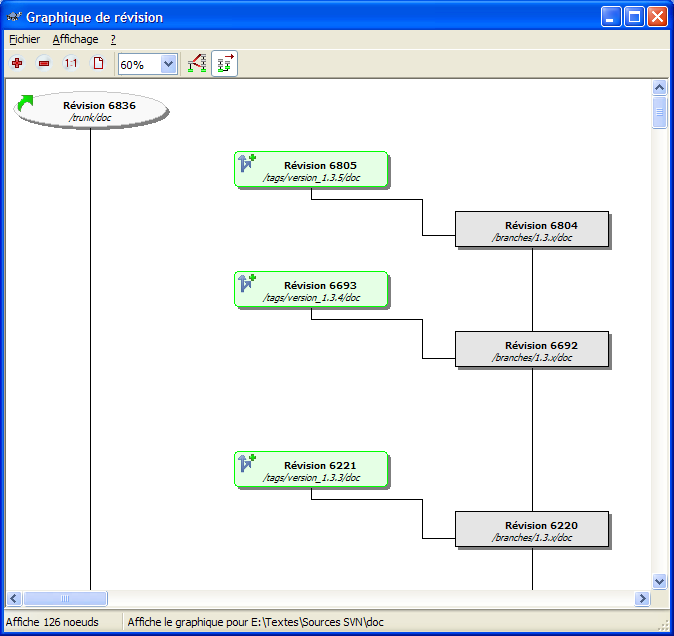 Graphique de révision
Fichier Affichage ?
1:1 60%
Révision 6836
/trunk/doc
Révision 6805
/tags/version_1.3.5/doc
Révision 6804
/branches/1.3.x/doc
Révision 6693
/tags/version_1.3.4/doc
Révision 6692
/branches/1.3.x/doc
Révision 6221
/tags/version_1.3.3/doc
Révision 6220
/branches/1.3.x/doc
Affiche 126 noeuds Affiche le graphique pour E:\Textes\Sources SVN\doc